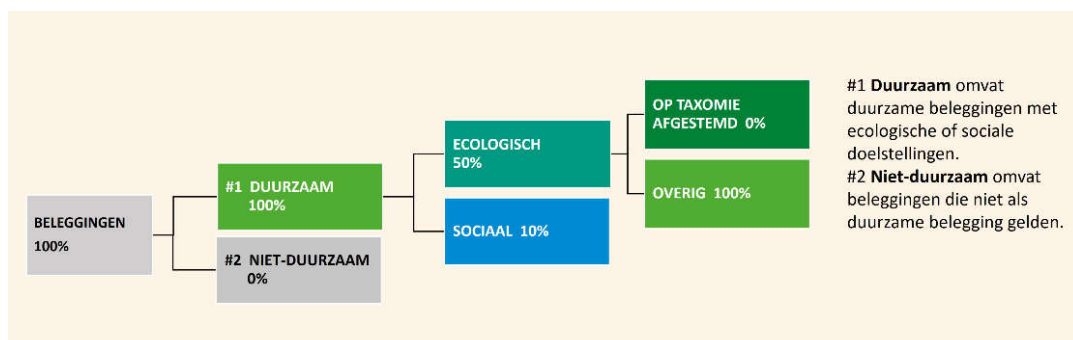 BELEGGINGEN
100%
#1 DUURZAAM
100%
#2 NIET-DUURZAAM
0%
ECOLOGISCH
50%
SOCIAAL 10%
OP TAXOMIE
AFGESTEMD 0%
OVERIG 100%
#1 Duurzaam omvat
duurzame beleggingen met
ecologische of sociale
doelstellingen.
#2 Niet-duurzaam omvat
beleggingen die niet als
duurzame belegging gelden.